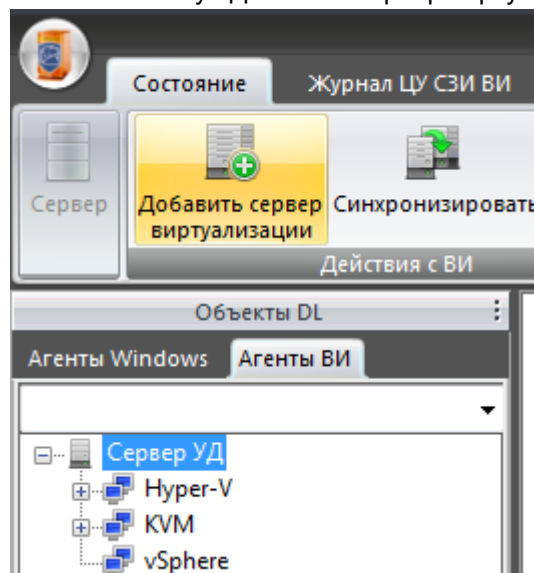 Состояние Журнал ЦУ СЗИ ВИ
Сервер Добавить сервер виртуализации Синхронизировать
Действия с ВИ
Объекты DL
Агенты Windows Агенты ВИ
Сервер УД
Hyper-V
KVM
vSphere